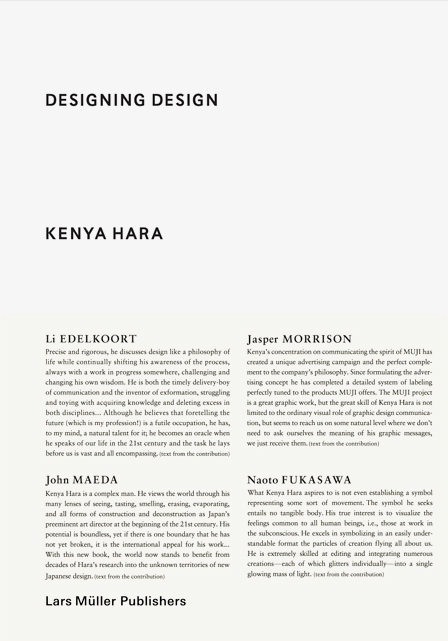 DESIGNING DESIGN
KENYA HARA
Li EDELKOORT
Precise and rigorous, he discusses design like a philosophy of
life while continually shifting his awareness of the process,
always with a work in progress somewhere, challenging and
changing his own wisdom. He is both the timely delivery-boy
of communication and the inventor of exformation, struggling
and toying with acquiring knowledge and deleting excess in
both disciplines... Although he believes that foretelling the
future (which is my profession!) is a futile occupation, he has,
to my mind, a natural talent for it; he becomes an oracle when
he speaks of our life in the 21st century and the task he lays
before us is vast and all encompassing. (text from the contribution)
John MAEDA
Kenya Hara is a complex man. He views the world through his
many lenses of seeing, tasting, smelling, erasing, evaporating,
and all forms of construction and deconstruction as Japan's
preeminent art director at the beginning of the 21st century. His
potential is boundless, yet if there is one boundary that he has
not yet broken, it is the international appeal for his work...
With this new book, the world now stands to benefit from
decades of Hara's research into the unknown territories of new
Japanese design. (text from the contribution)
Jasper MORRISON
Kenya's concentration on communicating the spirit of MUJI has
created a unique advertising campaign and the perfect comple-
ment to the company's philosophy. Since formulating the adver-
tising concept he has completed a detailed system of labeling
perfectly tuned to the products MUJI offers. The MUJI project
is a great graphic work, but the great skill of Kenya Hara is not
limited to the ordinary visual role of graphic design communica-
tion, but seems to reach us on some natural level where we don't
need to ask ourselves the meaning of his graphic messages,
we just receive them. (text from the contribution)
Naoto FUKASAWA
What Kenya Hara aspires to is not even establishing a symbol
representing some sort of movement. The symbol he seeks
entails no tangible body. His true interest is to visualize the
feelings common to all human beings, i.e., those at work in
the subconscious. He excels in symbolizing in an easily under-
standable format the particles of creation flying all about us.
He is extremely skilled at editing and integrating numerous
creations—each of which glitters individually—into a single
glowing mass of light. (text from the contribution)
Lars Müller Publishers